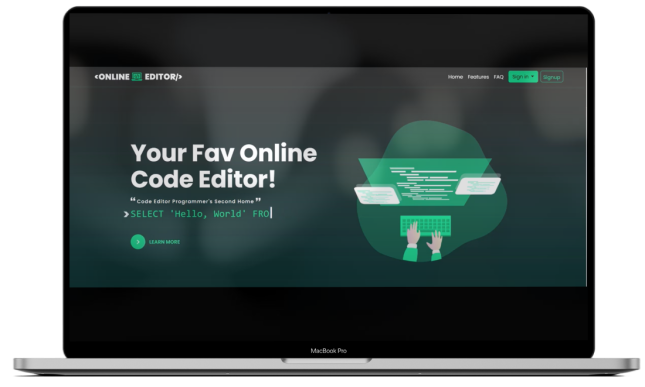 <ONLINE EDITOR/>
Home Features FAQ Sign in Signup
Your Fav Online
Code Editor!
“Code Editor Programmer's Second Home”
>SELECT 'Hello, World' FRO
LEARN MORE
MacBook Pro